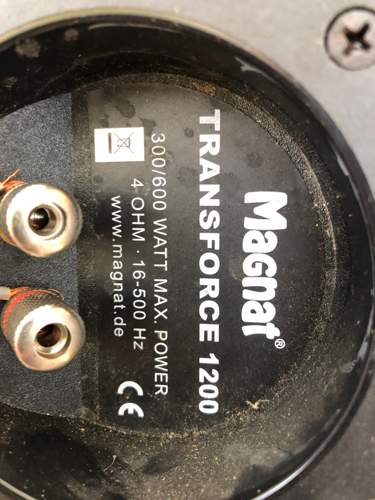 Magnat®
TRANSFORCE 1200
300/600 WATT MAX. POWER
4 OHM · 16-500 Hz
www.magnat.de
CE